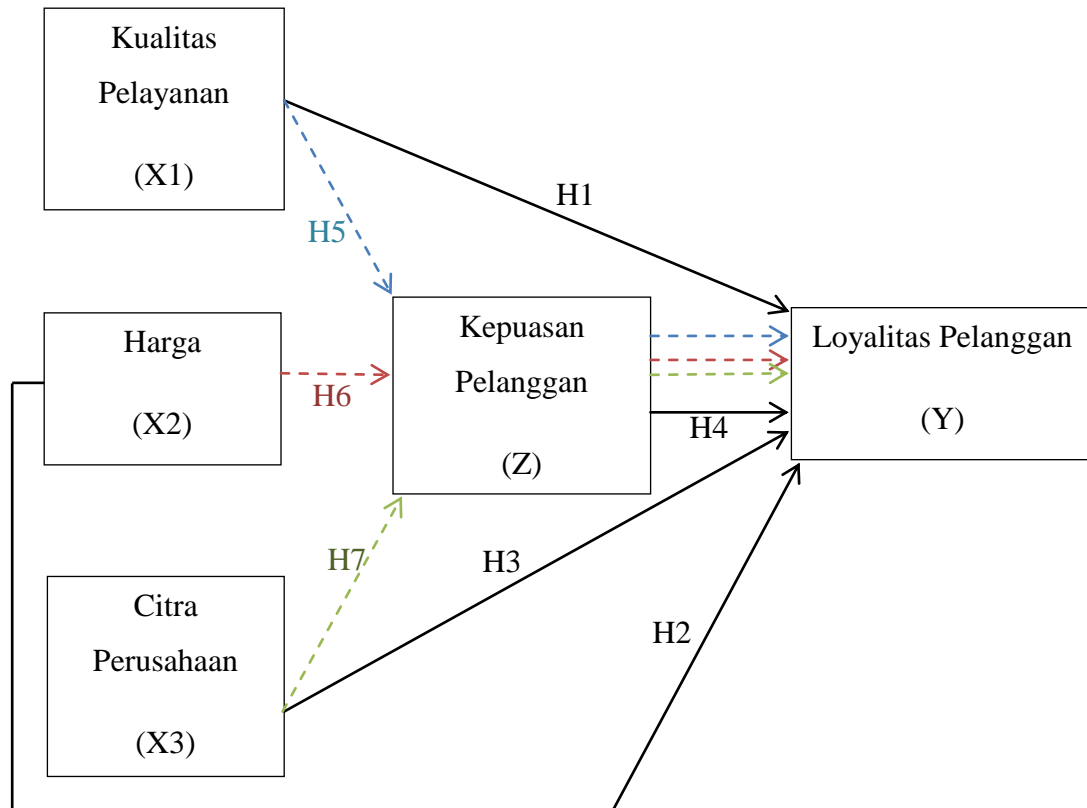 Kualitas
Pelayanan
(X1)
H1
H5
Harga
(X2)
H6
Kepuasan
Pelanggan
(Z)
Loyalitas Pelanggan
(Y)
H4
H7
H3
Citra
Perusahaan
(X3)
H2